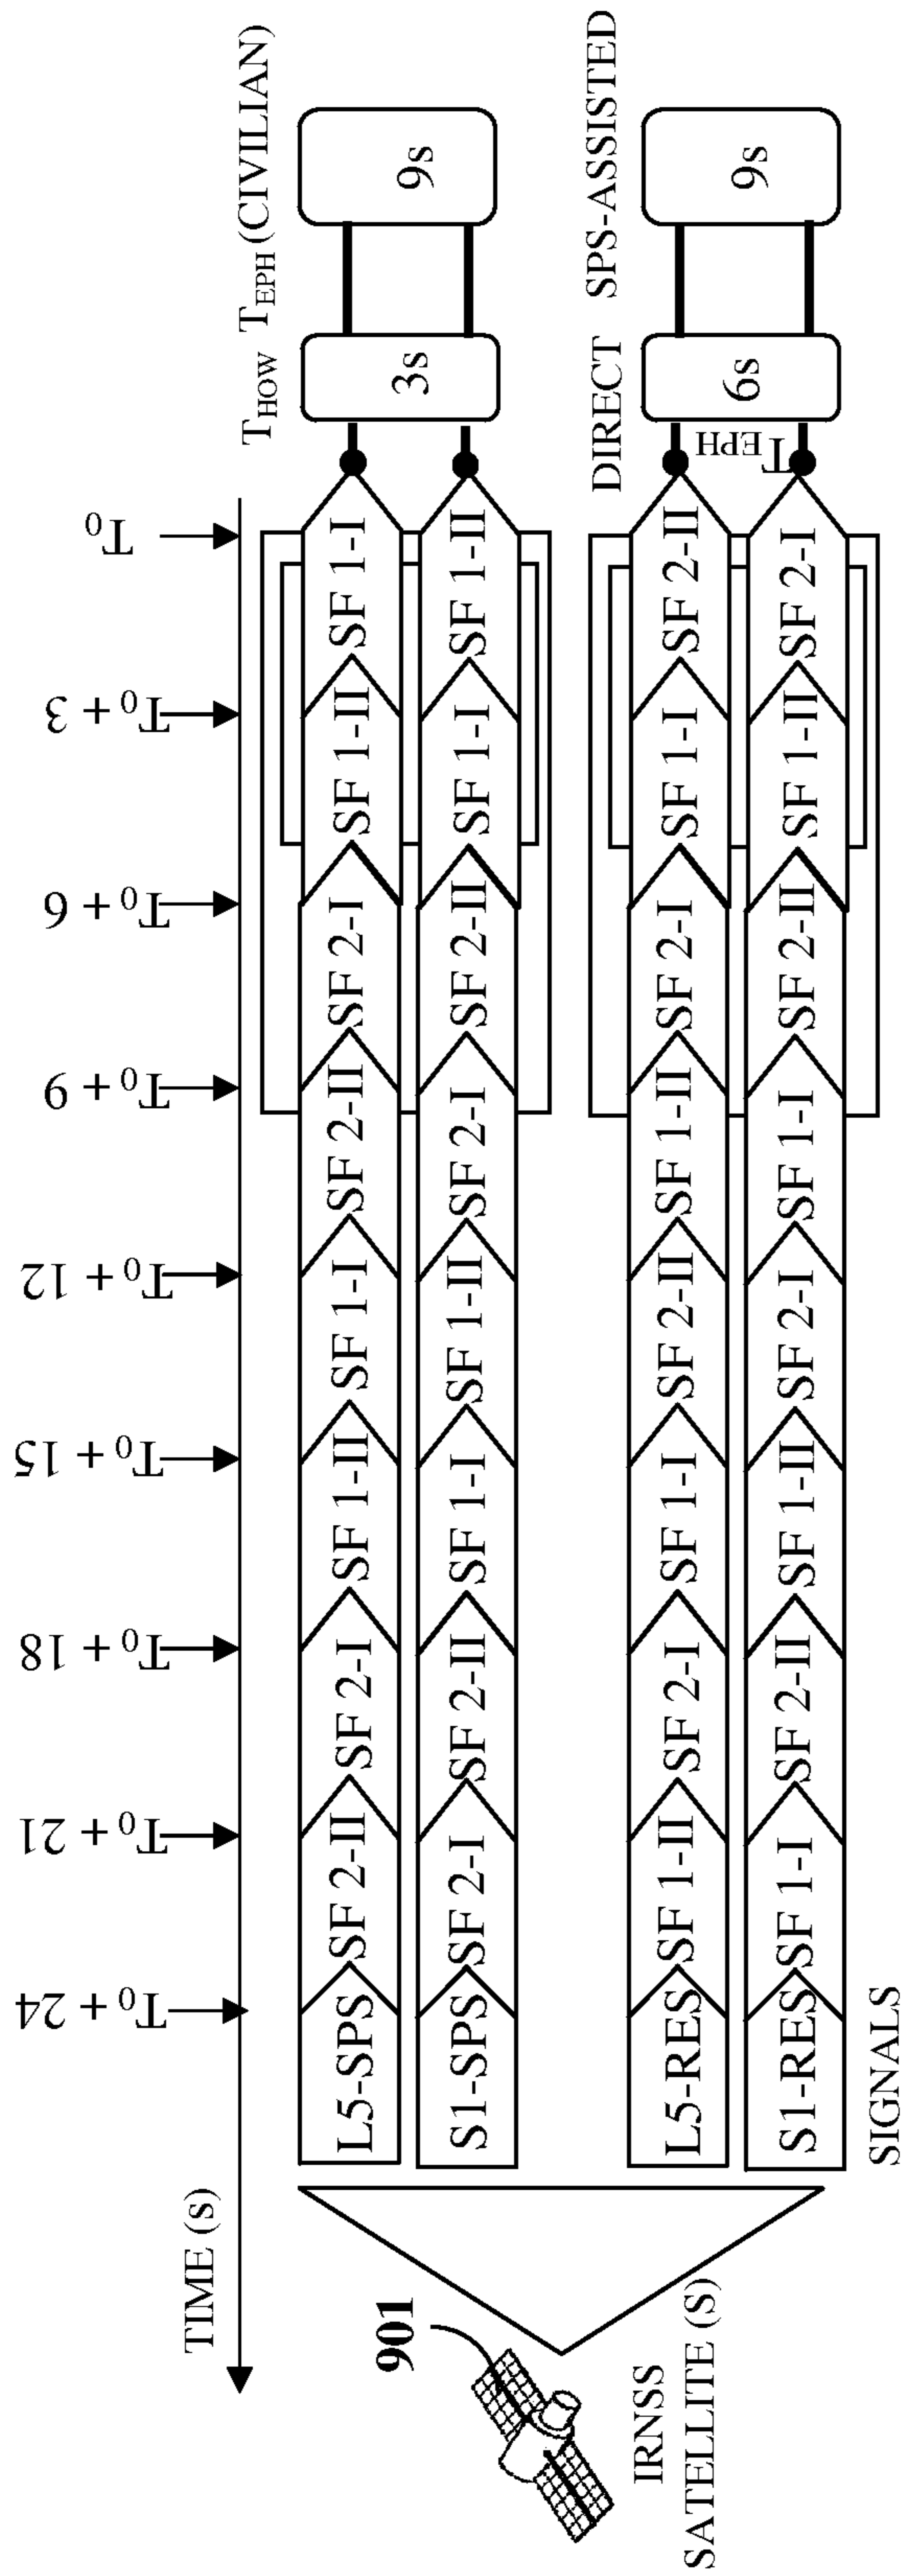 T₀
T₀ + 3
T₀ + 6
T₀ + 9
T₀ + 12
T₀ + 15
T₀ + 18
T₀ + 21
T₀ + 24
TIME (s)
T_HOW T_EPH (CIVILIAN)
L5-SPS SF 2-II SF 2-I SF 1-II SF 1-I SF 2-II SF 2-I SF 1-II SF 1-I
S1-SPS SF 2-I SF 2-II SF 1-I SF 1-II SF 2-I SF 2-II SF 1-I SF 1-II
3s 9s
DIRECT SPS-ASSISTED
L5-RES SF 1-II SF 2-I SF 1-I SF 2-II SF 1-II SF 2-I SF 1-I SF 2-II
S1-RES SF 1-I SF 2-II SF 1-II SF 2-I SF 1-I SF 2-II SF 1-II SF 2-I
T_EPH
6s 9s
SIGNALS
901
IRNSS
SATELLITE (S)